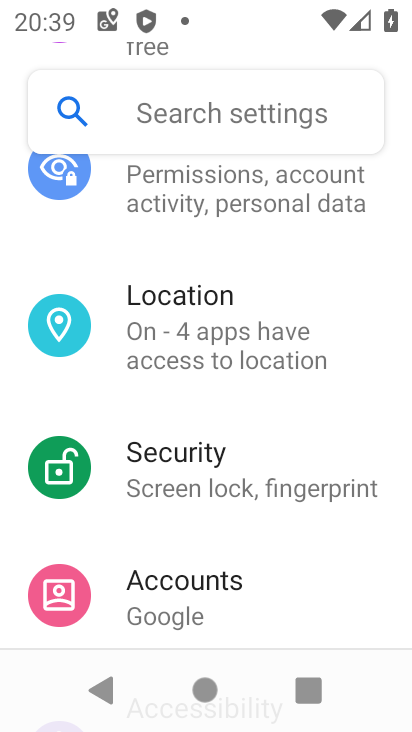 20:39
free
Search settings
Permissions, account
activity, personal data
Location
On - 4 apps have
access to location
Security
Screen lock, fingerprint
Accounts
Google
Accessibility